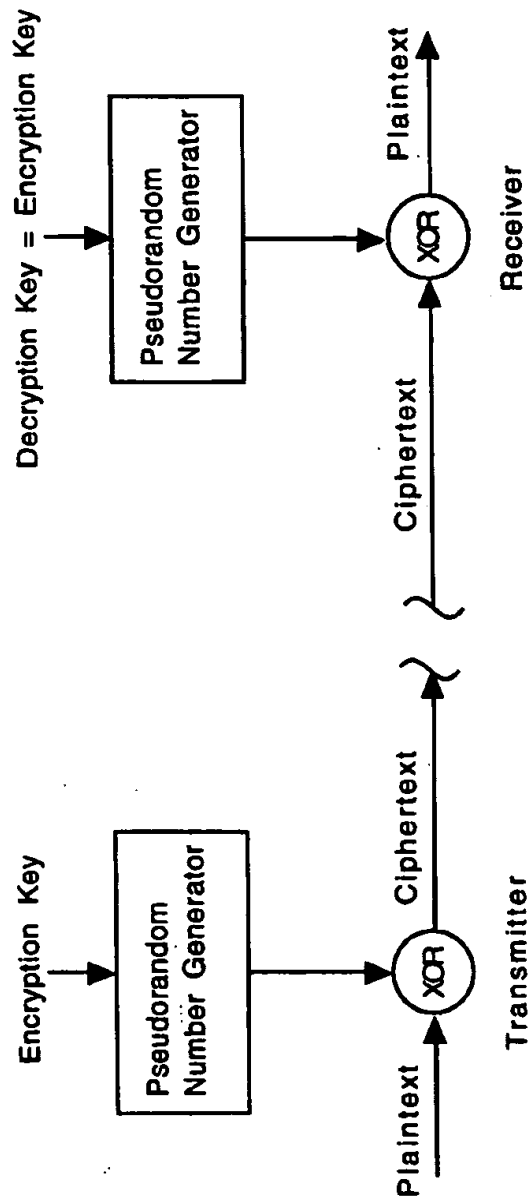 Encryption Key
Pseudorandom
Number Generator
XOR
Plaintext
Ciphertext
Transmitter
Decryption Key = Encryption Key
Pseudorandom
Number Generator
Ciphertext
XOR
Plaintext
Receiver